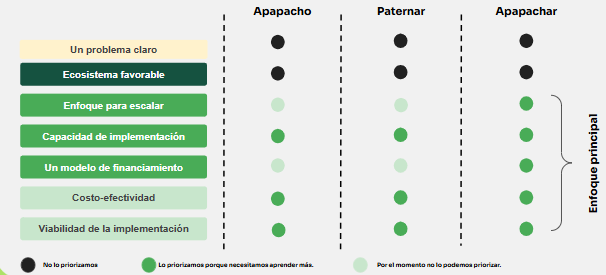 Apapacho Paternar Apapachar
Un problema claro
Ecosistema favorable
Enfoque para escalar
Capacidad de implementación
Un modelo de financiamiento
Costo-efectividad
Viabilidad de la implementación
Enfoque principal
No lo priorizamos Lo priorizamos porque necesitamos aprender más. Por el momento no lo podemos priorizar.